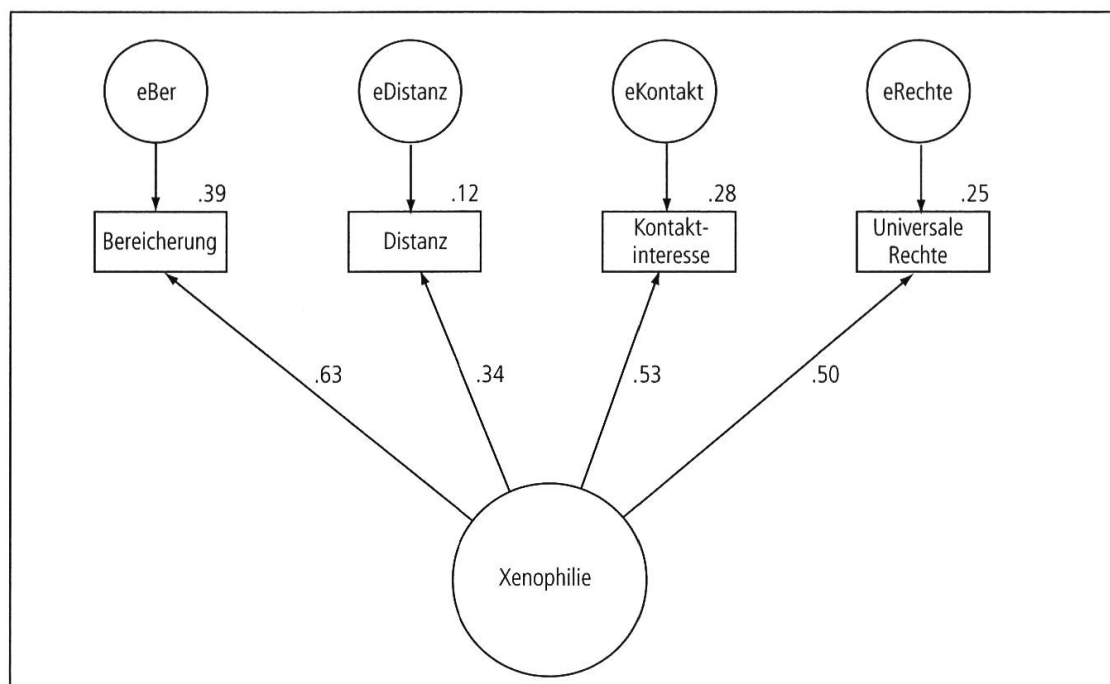 eBer
eDistanz
eKontakt
eRechte
.39
.12
.28
.25
Bereicherung
Distanz
Kontakt-
interesse
Universale
Rechte
.63
.34
.53
.50
Xenophilie